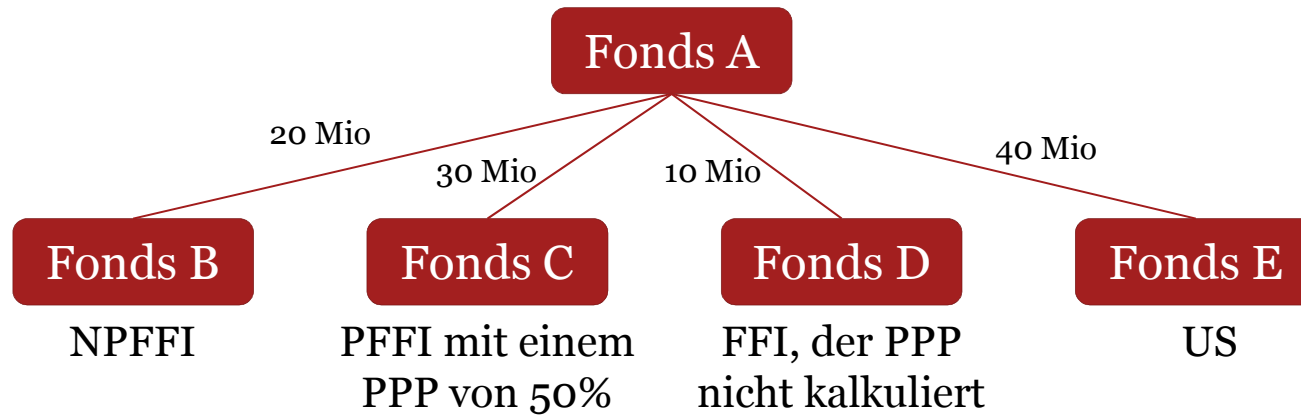 Fonds A
20 Mio
30 Mio
10 Mio
40 Mio
Fonds B
Fonds C
Fonds D
Fonds E
NPFFI
PFFI mit einem
PPP von 50%
FFI, der PPP
nicht kalkuliert
US